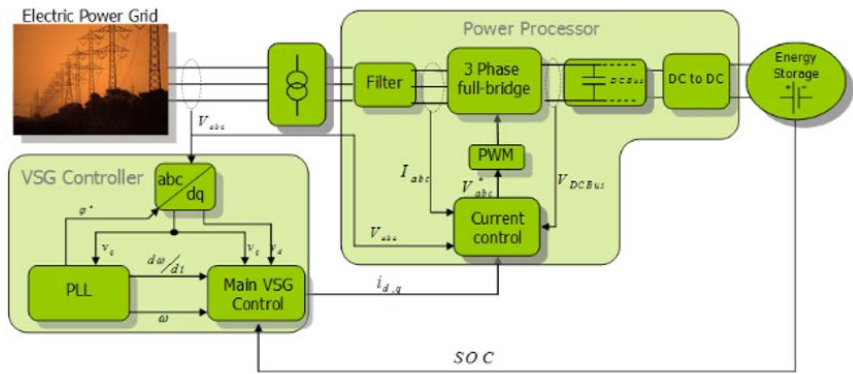 Electric Power Grid
Power Processor
Filter
3 Phase
full-bridge
DCBus
DC to DC
Energy
Storage
+ -
V_abc
I_abc
PWM
V*_abc
V_DCBus
VSG Controller
abc
dq
φ*
Current
control
V_abc
v_q
v_q
v_d
dω/dt
PLL
Main VSG
Control
i_d,q
ω
SOC